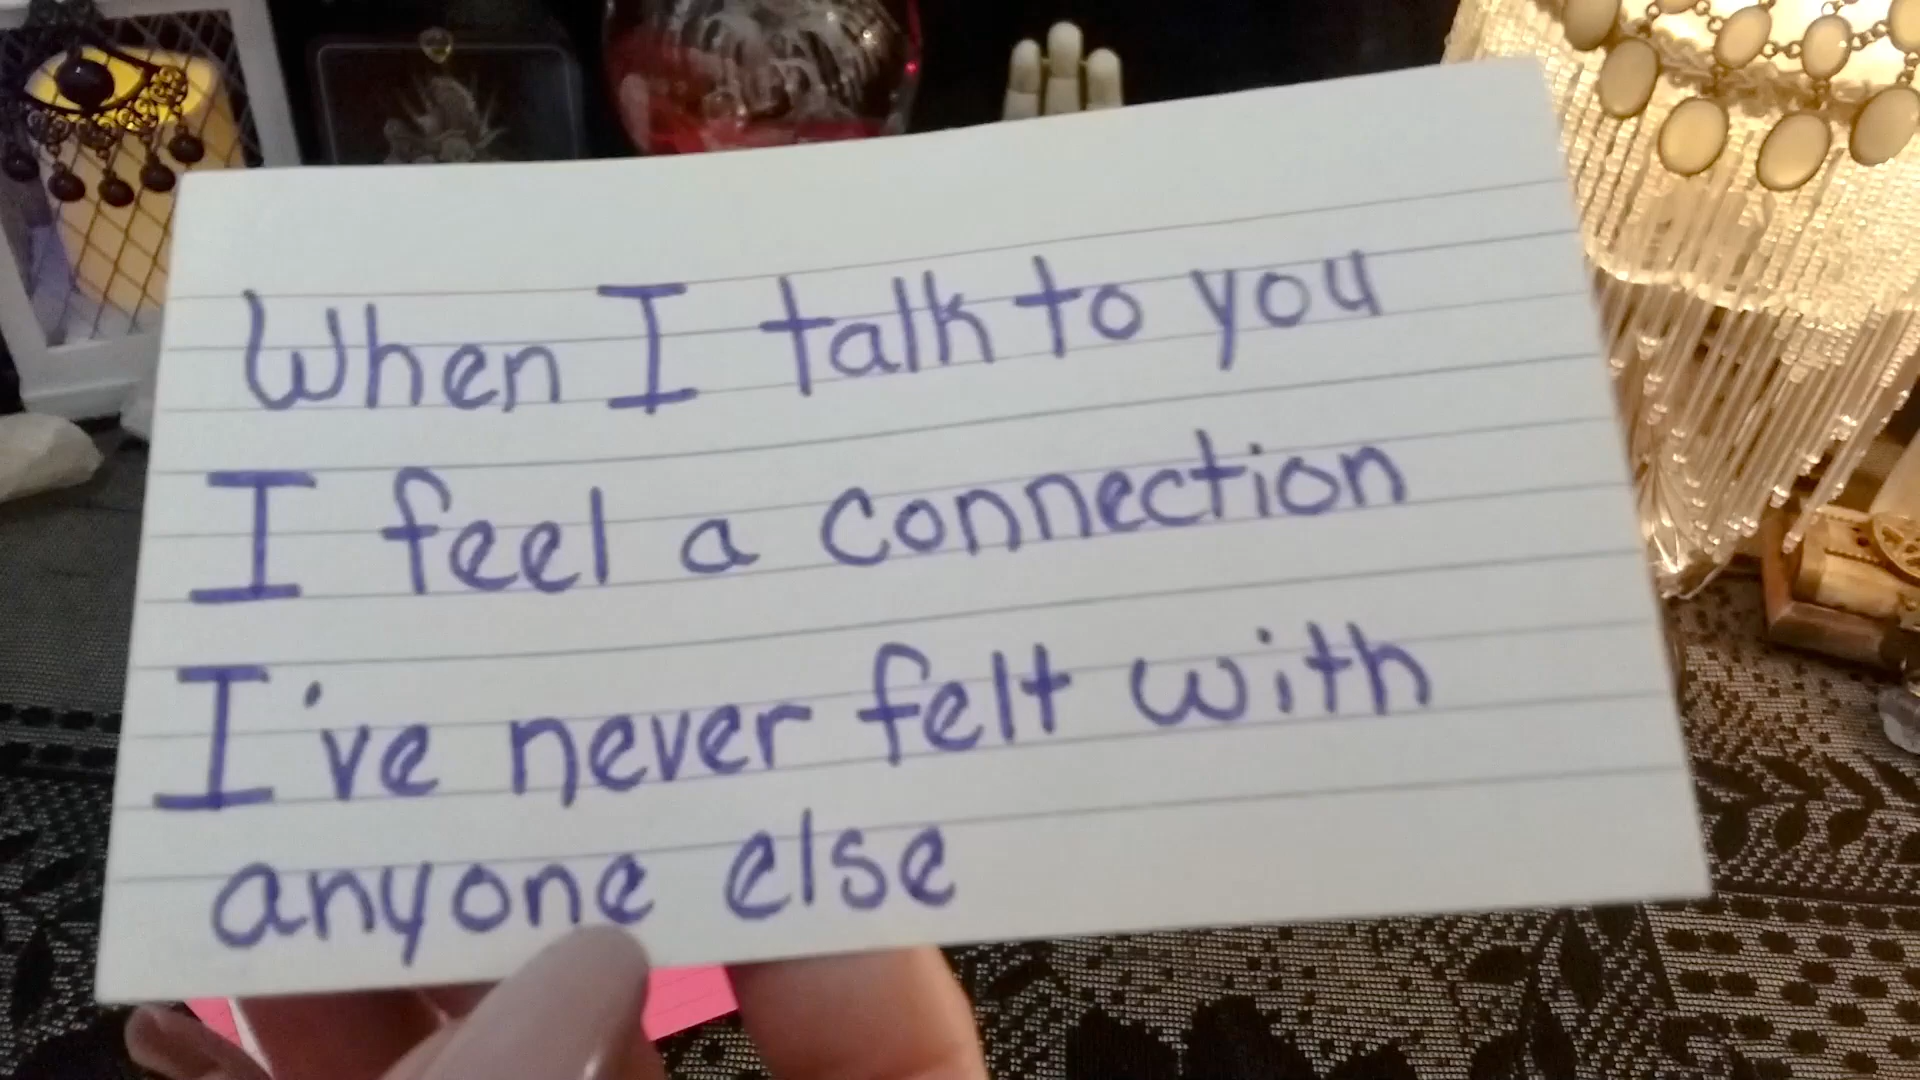 When I talk to you
I feel a connection
I've never felt with
anyone else